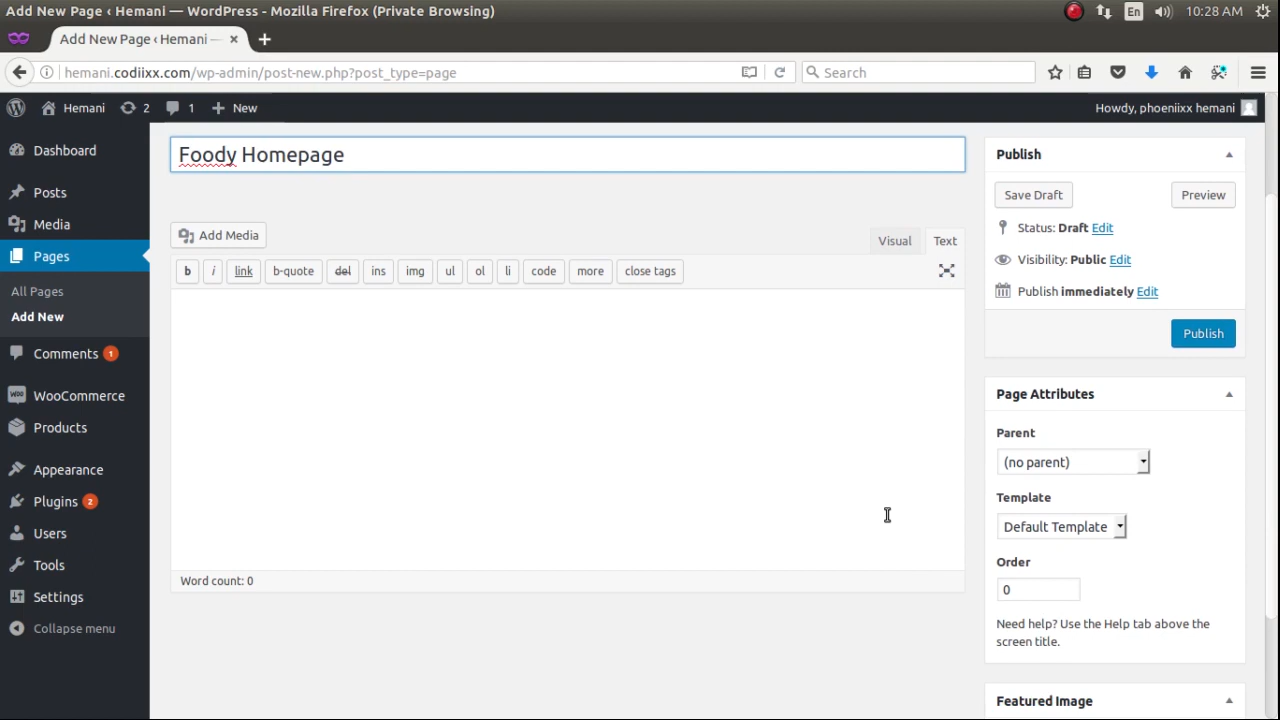 Add New Page ‹ Hemani — WordPress - Mozilla Firefox (Private Browsing)
En
10:28 AM
Add New Page ‹ Hemani —
hemani.codiixx.com/wp-admin/post-new.php?post_type=page
Search
Hemani
2
1
New
Howdy, phoeniixx hemani
Dashboard
Posts
Media
Pages
All Pages
Add New
Comments 1
WooCommerce
Products
Appearance
Plugins 2
Users
Tools
Settings
Collapse menu
Foody Homepage
Add Media
Visual
Text
b
i
link
b-quote
del
ins
img
ul
ol
li
code
more
close tags
Word count: 0
Publish
Save Draft
Preview
Status: Draft Edit
Visibility: Public Edit
Publish immediately Edit
Publish
Page Attributes
Parent
(no parent)
Template
Default Template
Order
0
Need help? Use the Help tab above the
screen title.
Featured Image